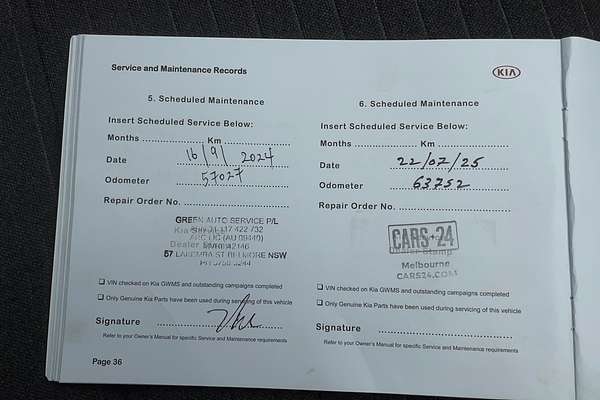 Service and Maintenance Records
KIA
5. Scheduled Maintenance
Insert Scheduled Service Below:
Months .................... Km ....................
Date 16/9/2024
Odometer 57027
Repair Order No. ....................
GREEN AUTO SERVICE P/L
57 BELMORE NSW
VIN checked on Kia GWMS and outstanding campaigns completed
Only Genuine Kia Parts have been used during servicing of this vehicle
Signature
Refer to your Owner's Manual for specific Service and Maintenance requirements
Page 36
6. Scheduled Maintenance
Insert Scheduled Service Below:
Months .................... Km ....................
Date 22/07/25
Odometer 63752
Repair Order No. ....................
CARS 24
Melbourne
CARS24.COM
VIN checked on Kia GWMS and outstanding campaigns completed
Only Genuine Kia Parts have been used during servicing of this vehicle
Signature ....................
Refer to your Owner's Manual for specific Service and Maintenance requirements